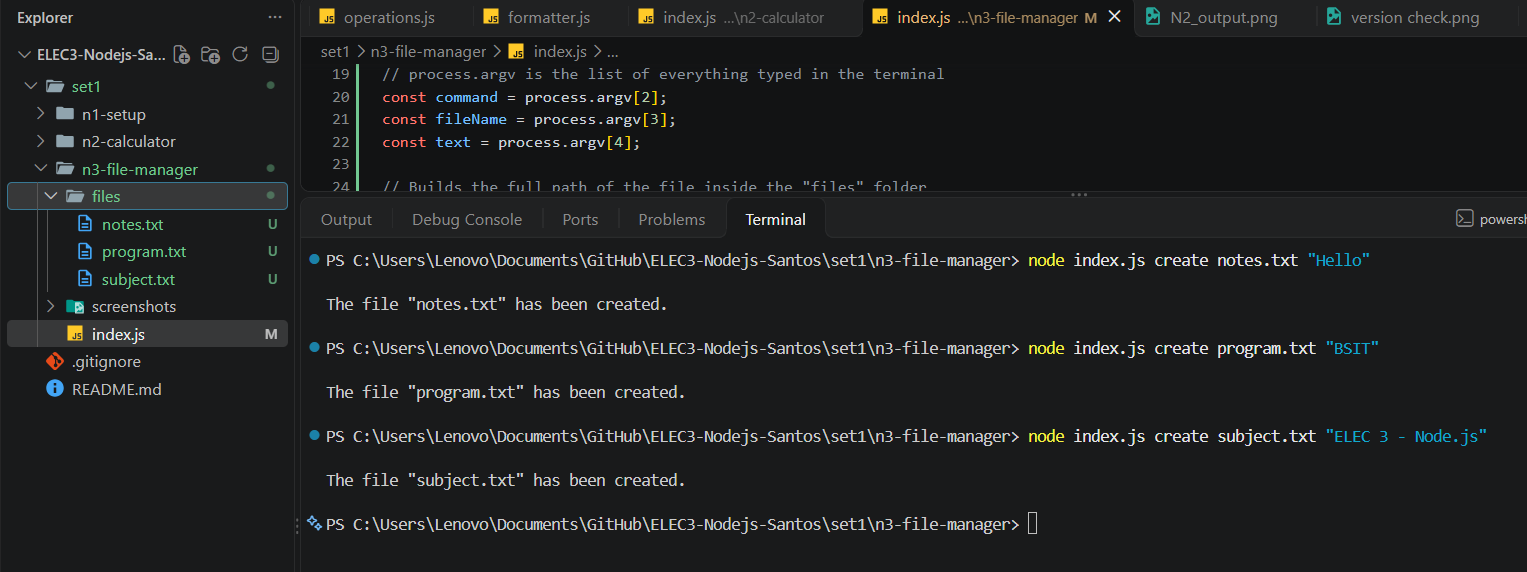 Explorer
ELEC3-Nodejs-Sa...
set1
n1-setup
n2-calculator
n3-file-manager
files
notes.txt U
program.txt U
subject.txt U
screenshots
JS index.js M
.gitignore
README.md
JS operations.js JS formatter.js JS index.js ...\n2-calculator JS index.js ...\n3-file-manager M N2_output.png version check.png
set1 > n3-file-manager > JS index.js > ...
19 // process.argv is the list of everything typed in the terminal
20 const command = process.argv[2];
21 const fileName = process.argv[3];
22 const text = process.argv[4];
23
24 // Builds the full path of the file inside the "files" folder
Output Debug Console Ports Problems Terminal powersh
PS C:\Users\Lenovo\Documents\GitHub\ELEC3-Nodejs-Santos\set1\n3-file-manager> node index.js create notes.txt "Hello"
The file "notes.txt" has been created.
PS C:\Users\Lenovo\Documents\GitHub\ELEC3-Nodejs-Santos\set1\n3-file-manager> node index.js create program.txt "BSIT"
The file "program.txt" has been created.
PS C:\Users\Lenovo\Documents\GitHub\ELEC3-Nodejs-Santos\set1\n3-file-manager> node index.js create subject.txt "ELEC 3 - Node.js"
The file "subject.txt" has been created.
PS C:\Users\Lenovo\Documents\GitHub\ELEC3-Nodejs-Santos\set1\n3-file-manager>